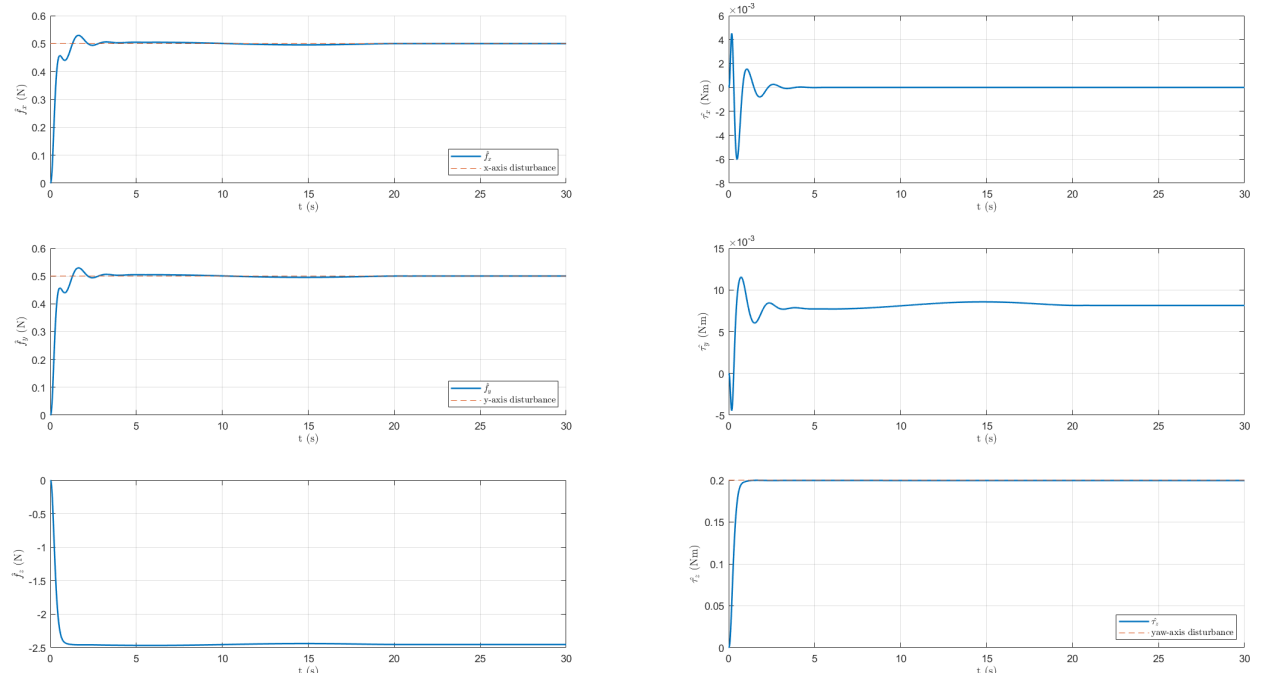 0.6
0.5
0.4
0.3
0.2
0.1
0
f̂ₓ (N)
f̂ₓ
x-axis disturbance
0 5 10 15 20 25 30
t (s)
×10⁻³
6
4
2
0
-2
-4
-6
-8
τ̂ₓ (Nm)
0 5 10 15 20 25 30
t (s)
0.6
0.5
0.4
0.3
0.2
0.1
0
f̂ᵧ (N)
f̂ᵧ
y-axis disturbance
0 5 10 15 20 25 30
t (s)
×10⁻³
15
10
5
0
-5
τ̂ᵧ (Nm)
0 5 10 15 20 25 30
t (s)
0
-0.5
-1
-1.5
-2
-2.5
f̂_z (N)
0 5 10 15 20 25 30
t (s)
0.2
0.15
0.1
0.05
0
τ̂_z (Nm)
τ̂_z
yaw-axis disturbance
0 5 10 15 20 25 30
t (s)